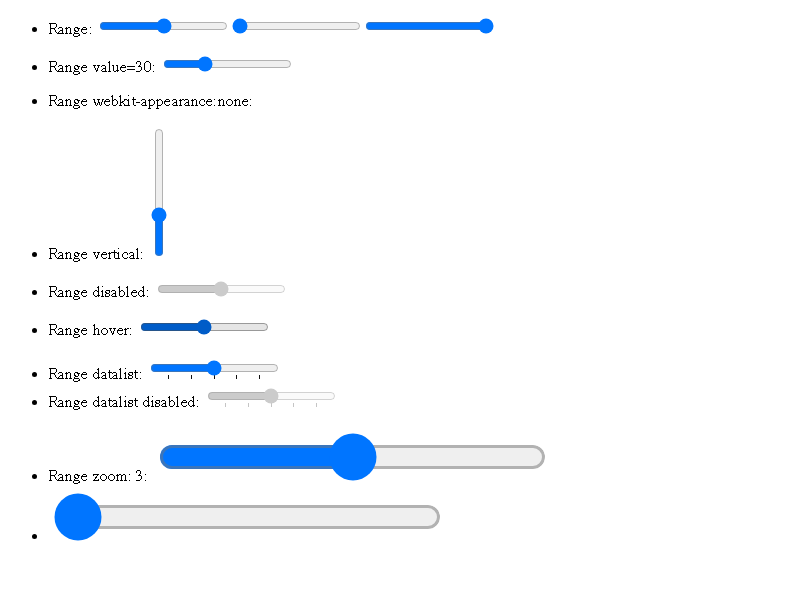 Range:
Range value=30:
Range webkit-appearance:none:
Range vertical:
Range disabled:
Range hover:
Range datalist:
Range datalist disabled:
Range zoom: 3: